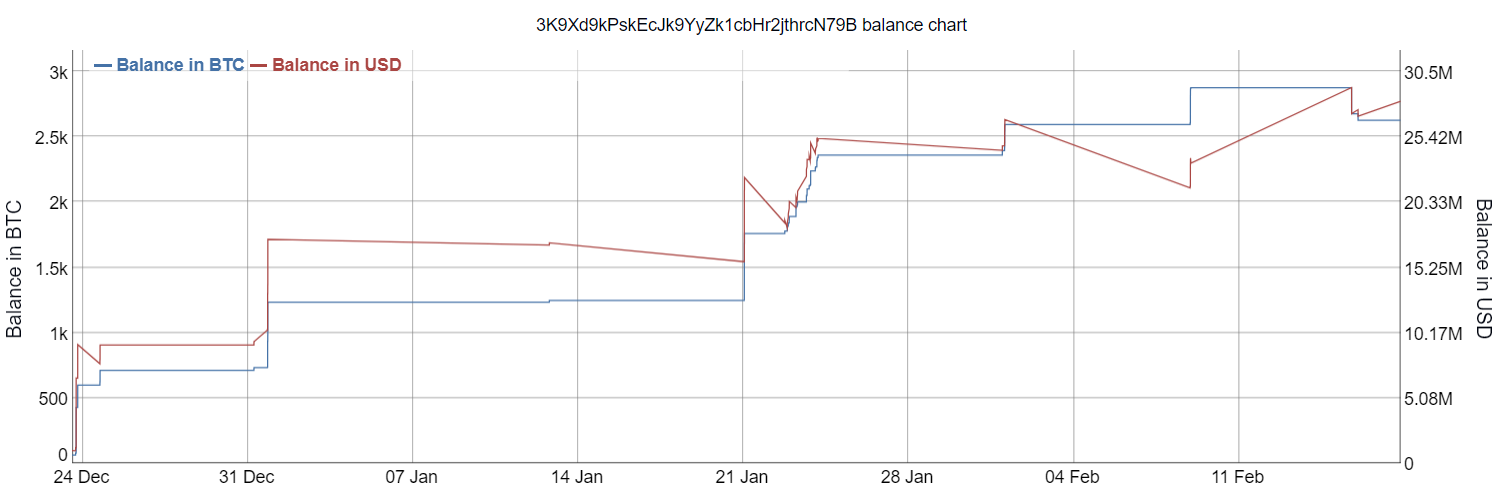 3K9Xd9kPskEcJk9YyZk1cbHr2jthrcN79B balance chart
Balance in BTC Balance in USD
3k
2.5k
2k
1.5k
1k
500
0
Balance in BTC
30.5M
25.42M
20.33M
15.25M
10.17M
5.08M
0
Balance in USD
24 Dec 31 Dec 07 Jan 14 Jan 21 Jan 28 Jan 04 Feb 11 Feb